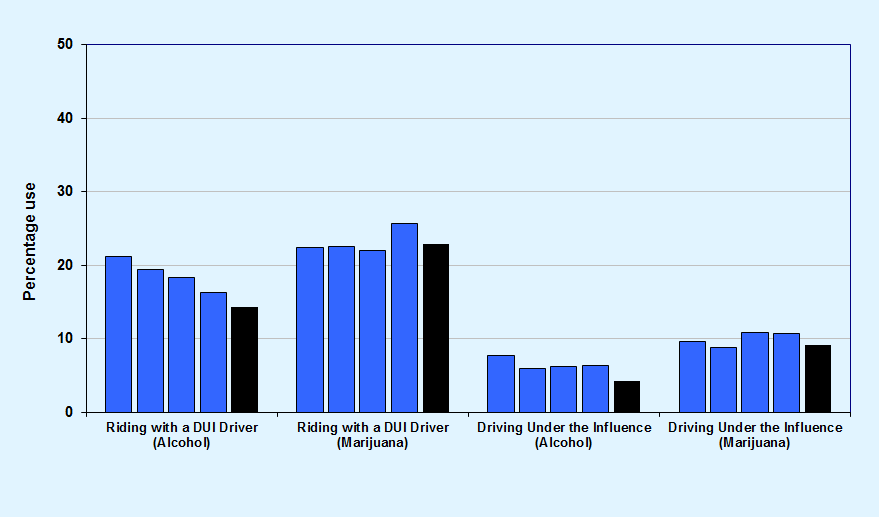 50
40
30
20
10
0
Percentage use
Riding with a DUI Driver
(Alcohol)
Riding with a DUI Driver
(Marijuana)
Driving Under the Influence
(Alcohol)
Driving Under the Influence
(Marijuana)